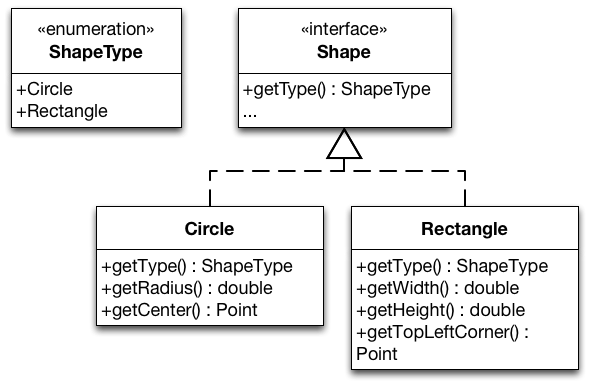 «enumeration»
ShapeType
+Circle
+Rectangle
«interface»
Shape
+getType() : ShapeType
...
Circle
+getType() : ShapeType
+getRadius() : double
+getCenter() : Point
Rectangle
+getType() : ShapeType
+getWidth() : double
+getHeight() : double
+getTopLeftCorner() :
Point